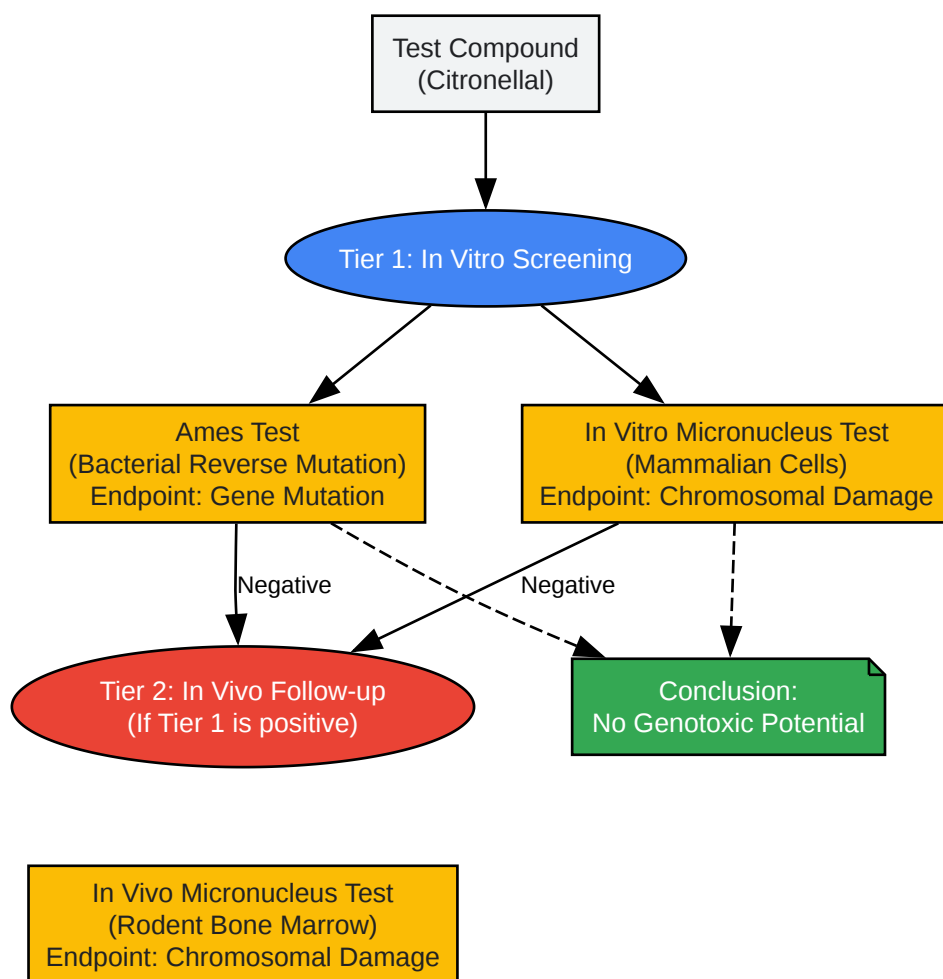 Test Compound
(Citronellal)
Tier 1: In Vitro Screening
Ames Test
(Bacterial Reverse Mutation)
Endpoint: Gene Mutation
In Vitro Micronucleus Test
(Mammalian Cells)
Endpoint: Chromosomal Damage
Negative
Negative
Tier 2: In Vivo Follow-up
(If Tier 1 is positive)
Conclusion:
No Genotoxic Potential
In Vivo Micronucleus Test
(Rodent Bone Marrow)
Endpoint: Chromosomal Damage